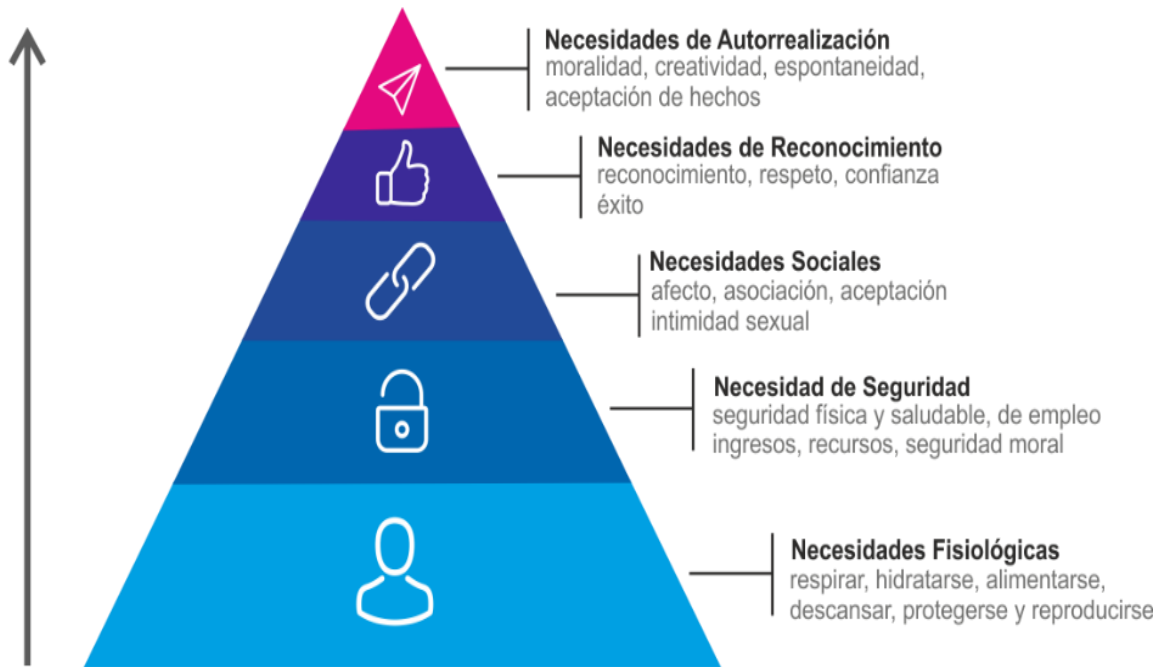 Necesidades de Autorrealización
moralidad, creatividad, espontaneidad,
aceptación de hechos
Necesidades de Reconocimiento
reconocimiento, respeto, confianza
éxito
Necesidades Sociales
afecto, asociación, aceptación
intimidad sexual
Necesidad de Seguridad
seguridad física y saludable, de empleo
ingresos, recursos, seguridad moral
Necesidades Fisiológicas
respirar, hidratarse, alimentarse,
descansar, protegerse y reproducirse